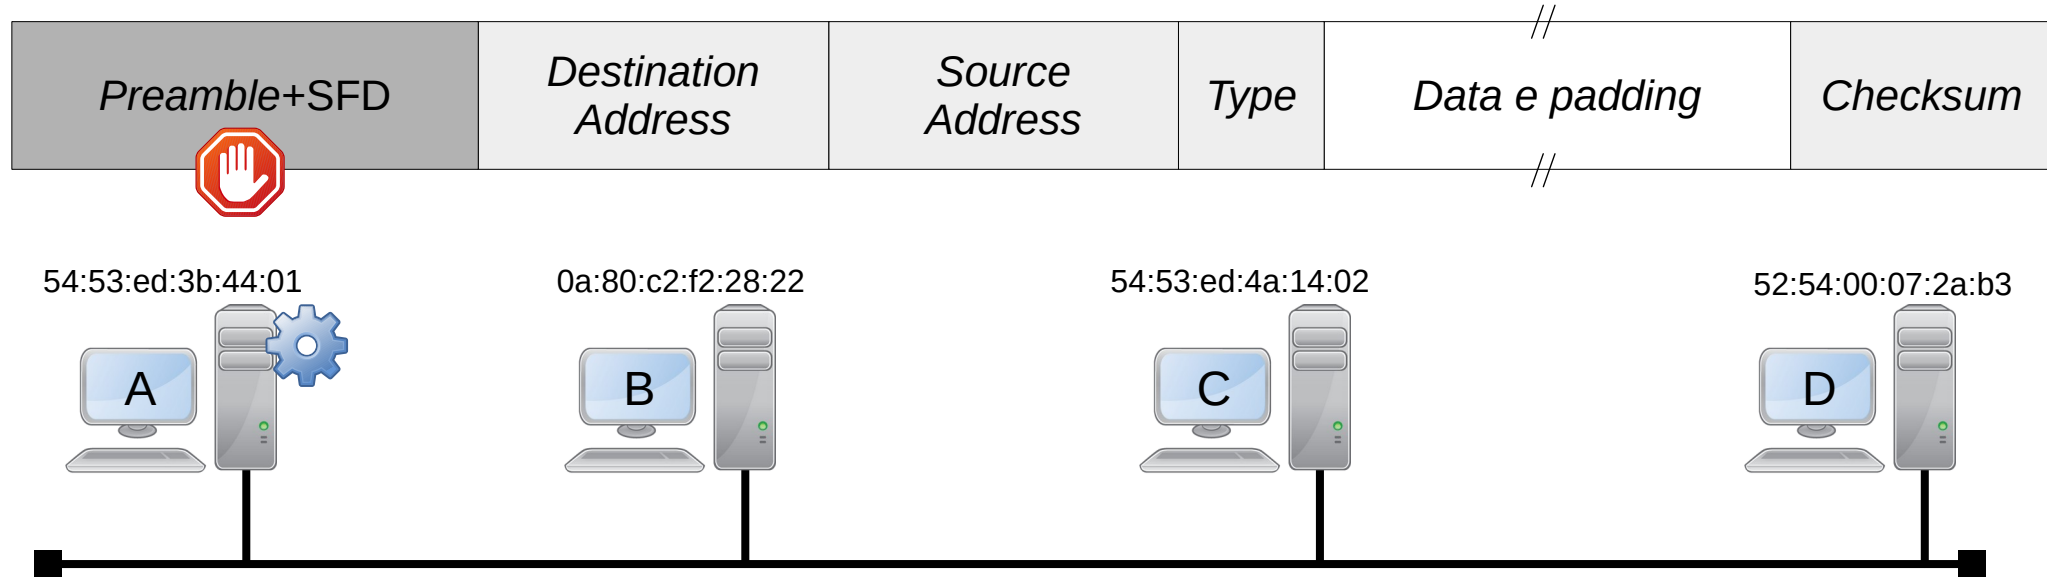 Preamble+SFD
Destination
Address
Source
Address
Type
Data e padding
Checksum
54:53:ed:3b:44:01
0a:80:c2:f2:28:22
54:53:ed:4a:14:02
52:54:00:07:2a:b3
A
B
C
D